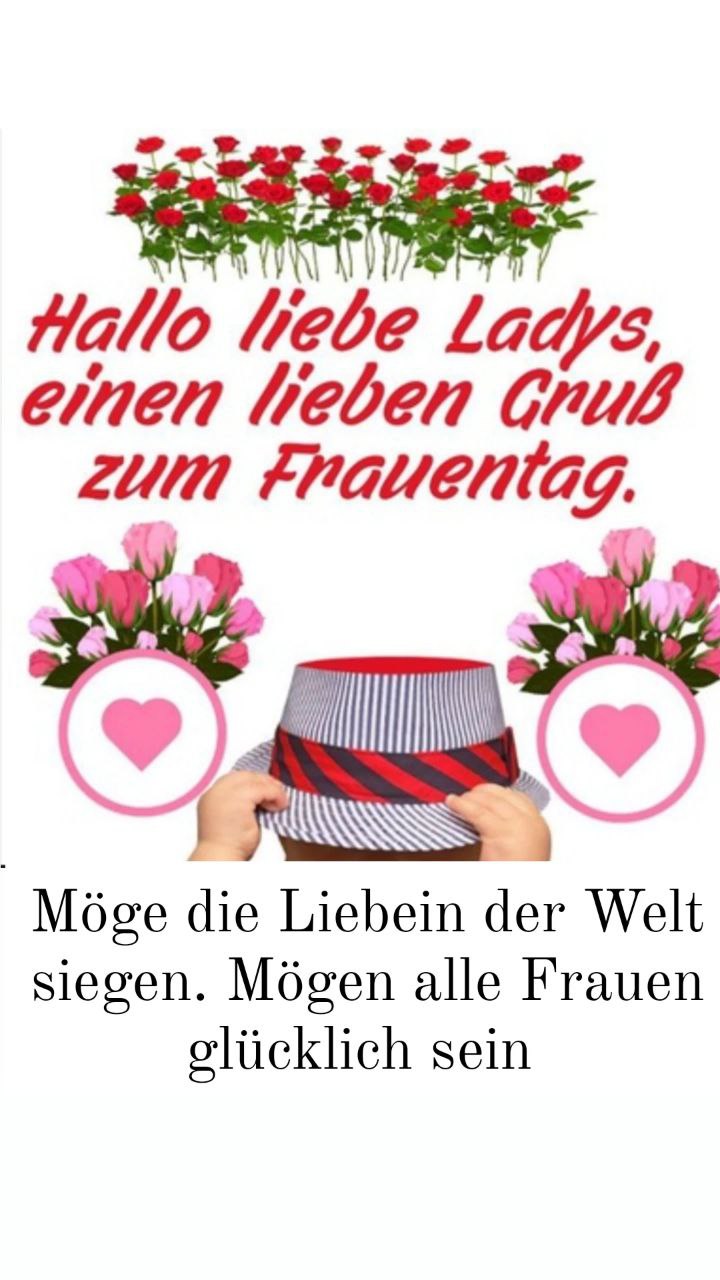 Hallo liebe Ladys,
einen lieben Gruß
zum Frauentag.
Möge die Liebein der Welt
siegen. Mögen alle Frauen
glücklich sein